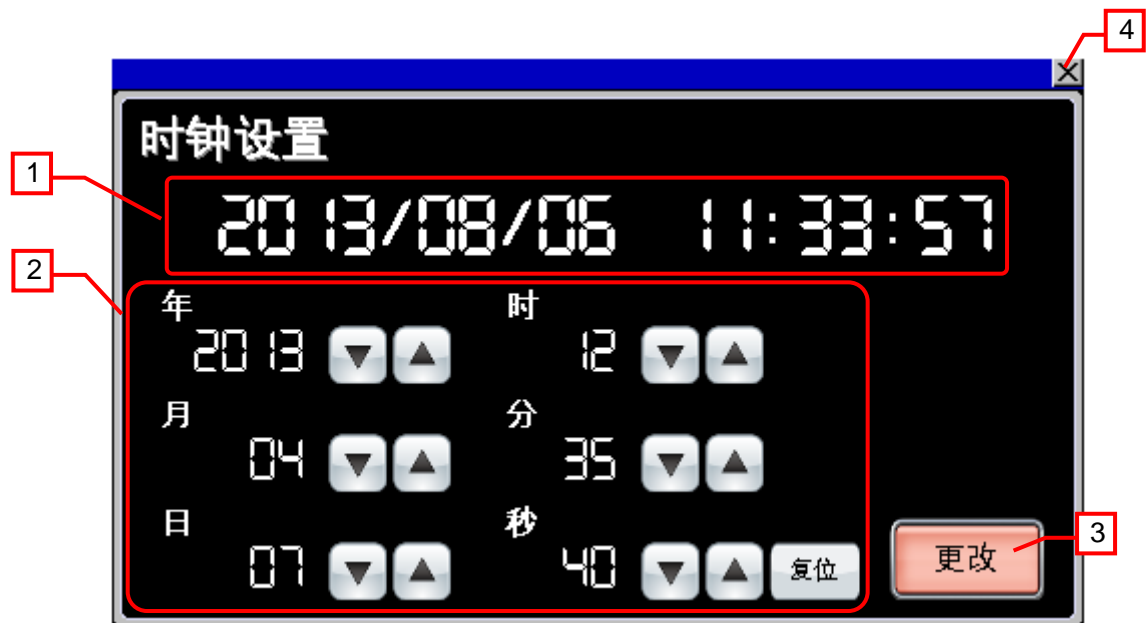 4
时钟设置
1
2013/08/06 11:33:57
2
年 时
2013 ▼ ▲ 12 ▼ ▲
月 分
04 ▼ ▲ 35 ▼ ▲
日 秒
07 ▼ ▲ 40 ▼ ▲ 复位
更改
3